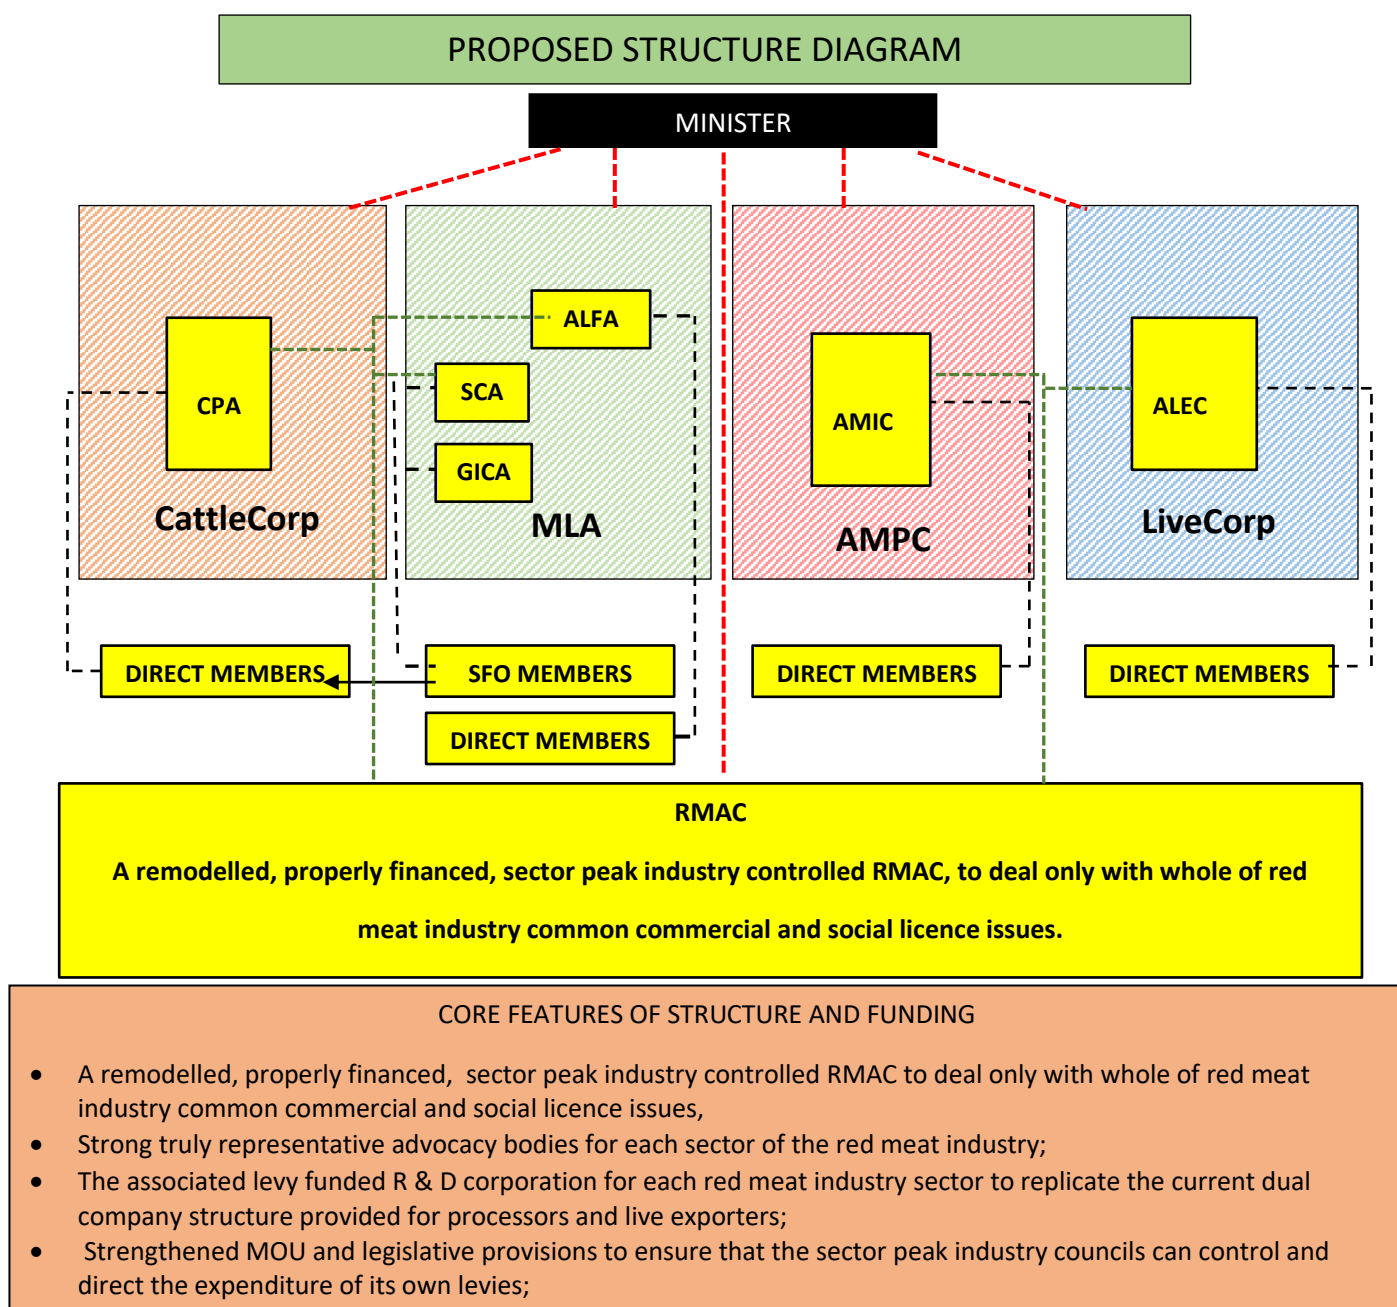 PROPOSED STRUCTURE DIAGRAM
MINISTER
ALFA
SCA
CPA
AMIC
ALEC
GICA
CattleCorp
MLA
AMPC
LiveCorp
DIRECT MEMBERS
SFO MEMBERS
DIRECT MEMBERS
DIRECT MEMBERS
DIRECT MEMBERS
RMAC
A remodelled, properly financed, sector peak industry controlled RMAC, to deal only with whole of red
meat industry common commercial and social licence issues.
CORE FEATURES OF STRUCTURE AND FUNDING
• A remodelled, properly financed, sector peak industry controlled RMAC to deal only with whole of red meat
industry common commercial and social licence issues,
• Strong truly representative advocacy bodies for each sector of the red meat industry;
• The associated levy funded R & D corporation for each red meat industry sector to replicate the current dual
company structure provided for processors and live exporters;
• Strengthened MOU and legislative provisions to ensure that the sector peak industry councils can control and
direct the expenditure of its own levies;